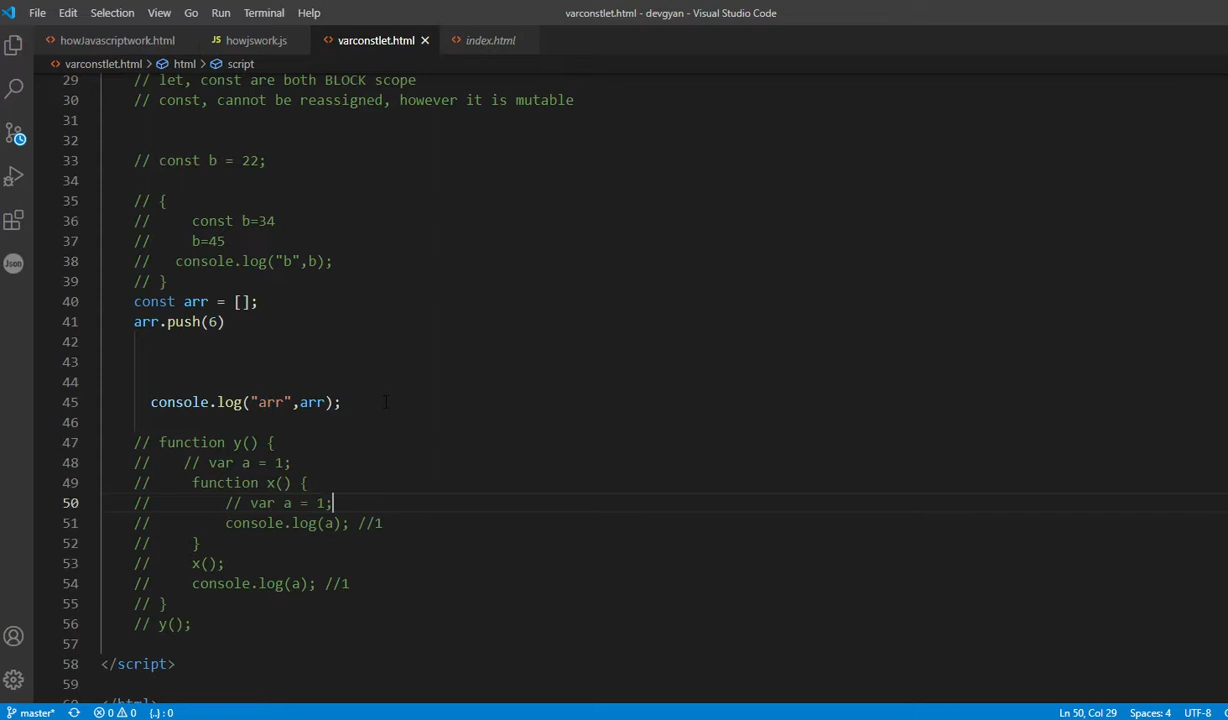 File Edit Selection View Go Run Terminal Help varconstlet.html - devgyan - Visual Studio Code
howJavascriptwork.html howjswork.js varconstlet.html index.html
varconstlet.html > html > script
29 // let, const are both BLOCK scope
30 // const, cannot be reassigned, however it is mutable
31
32
33 // const b = 22;
34
35 // {
36 //     const b=34
37 //     b=45
38 //   console.log("b",b);
39 // }
40 const arr = [];
41 arr.push(6)
42
43
44
45 console.log("arr",arr);
46
47 // function y() {
48 //    // var a = 1;
49 //     function x() {
50 //         // var a = 1;
51 //         console.log(a); //1
52 //     }
53 //     x();
54 //     console.log(a); //1
55 // }
56 // y();
57
58 </script>
59
60 </html>
Json
master* 0 0 {..} : 0 Ln 50, Col 29 Spaces: 4 UTF-8